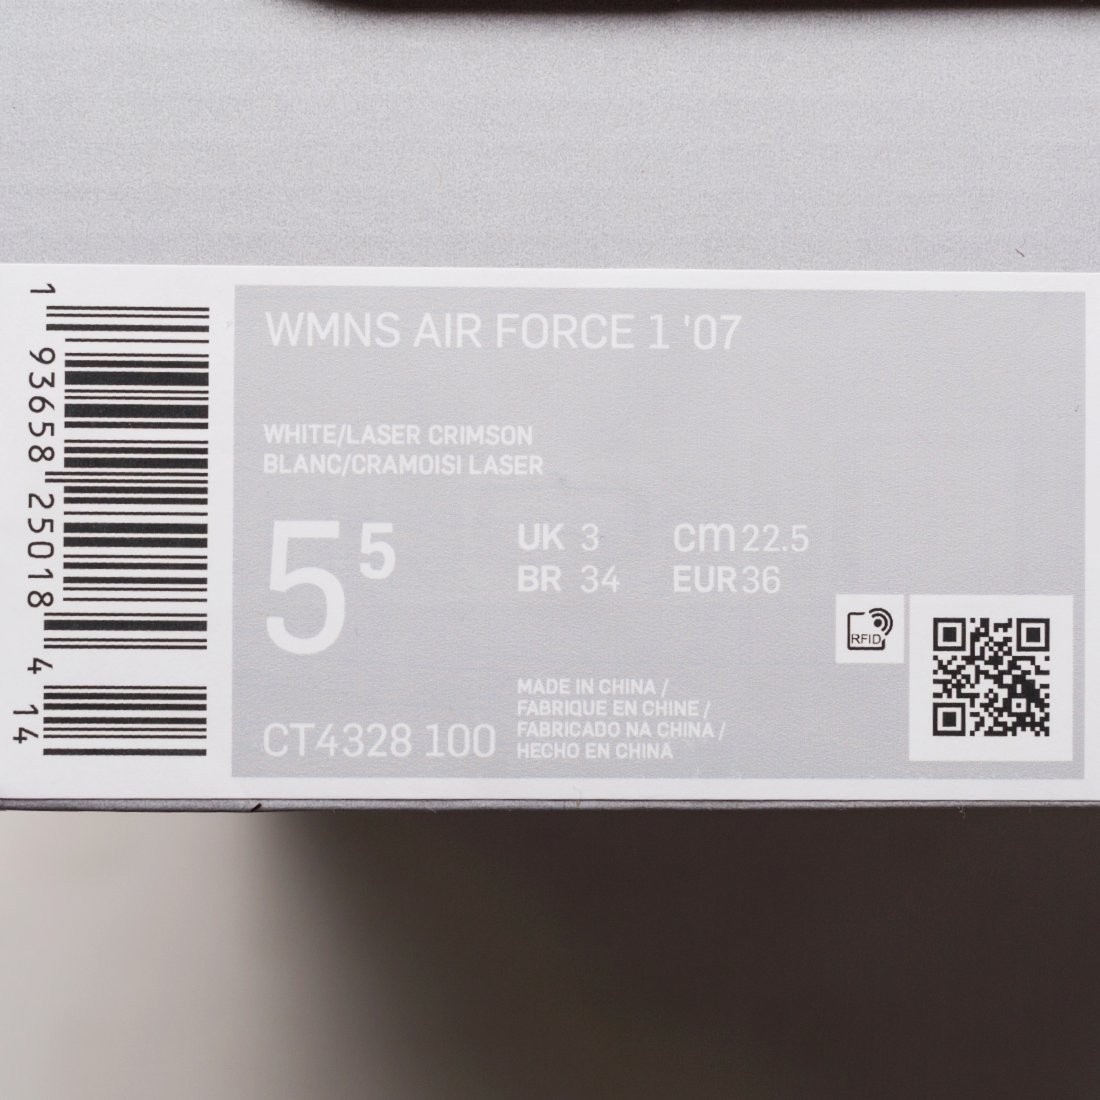 WMNS AIR FORCE 1 '07
WHITE/LASER CRIMSON
BLANC/CRAMOISI LASER
5 5
UK 3
cm 22.5
BR 34
EUR 36
RFID
CT4328 100
MADE IN CHINA /
FABRIQUE EN CHINE /
FABRICADO NA CHINA /
HECHO EN CHINA
1 93658 25018 4 14